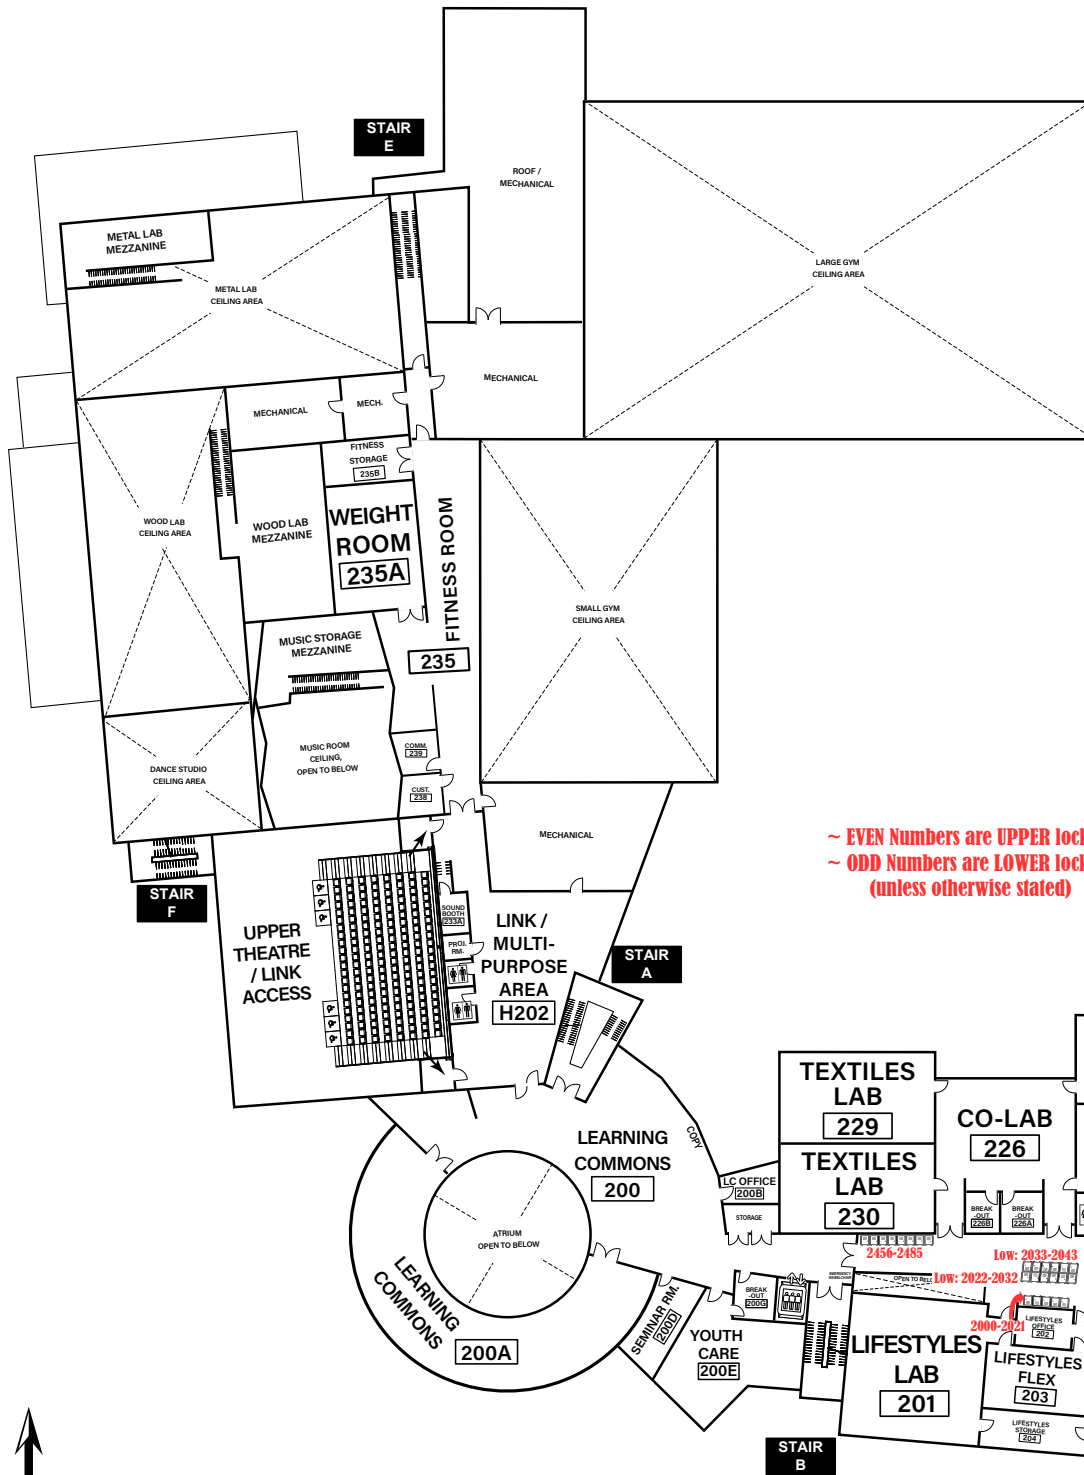 STAIR
E
ROOF /
MECHANICAL
METAL LAB
MEZZANINE
METAL LAB
CEILING AREA
LARGE GYM
CEILING AREA
MECHANICAL
MECHANICAL
MECH.
FITNESS
STORAGE
235B
WOOD LAB
CEILING AREA
WOOD LAB
MEZZANINE
WEIGHT
ROOM
235A
FITNESS ROOM
235
SMALL GYM
CEILING AREA
MUSIC STORAGE
MEZZANINE
MUSIC ROOM
CEILING,
OPEN TO BELOW
COMM.
239
CUST.
238
DANCE STUDIO
CEILING AREA
MECHANICAL
~ EVEN Numbers are UPPER lock
~ ODD Numbers are LOWER lock
(unless otherwise stated)
STAIR
F
UPPER
THEATRE
/ LINK
ACCESS
SOUND
BOOTH
233A
PROJ.
RM.
LINK /
MULTI-
PURPOSE
AREA
H202
STAIR
A
TEXTILES
LAB
229
CO-LAB
226
COPY
LEARNING
COMMONS
200
LC OFFICE
200B
STORAGE
TEXTILES
LAB
230
BREAK
-OUT
226B
BREAK
-OUT
226A
ATRIUM
OPEN TO BELOW
2456-2485
Low: 2033-2043
EMERGENCY
WHEELCHAIR
OPEN TO BELO
Low: 2022-2032
LEARNING
COMMONS
200A
SEMINAR RM.
200D
BREAK
-OUT
200G
YOUTH
CARE
200E
2000-2021
LIFESTYLES
OFFICE
202
LIFESTYLES
LAB
201
LIFESTYLES
FLEX
203
LIFESTYLES
STORAGE
204
STAIR
B